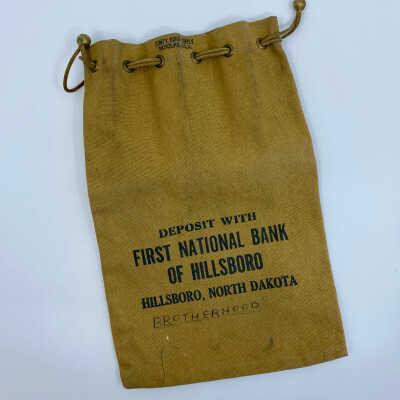 DEPOSIT WITH
FIRST NATIONAL BANK
OF HILLSBORO
HILLSBORO, NORTH DAKOTA
BROTHERHOOD